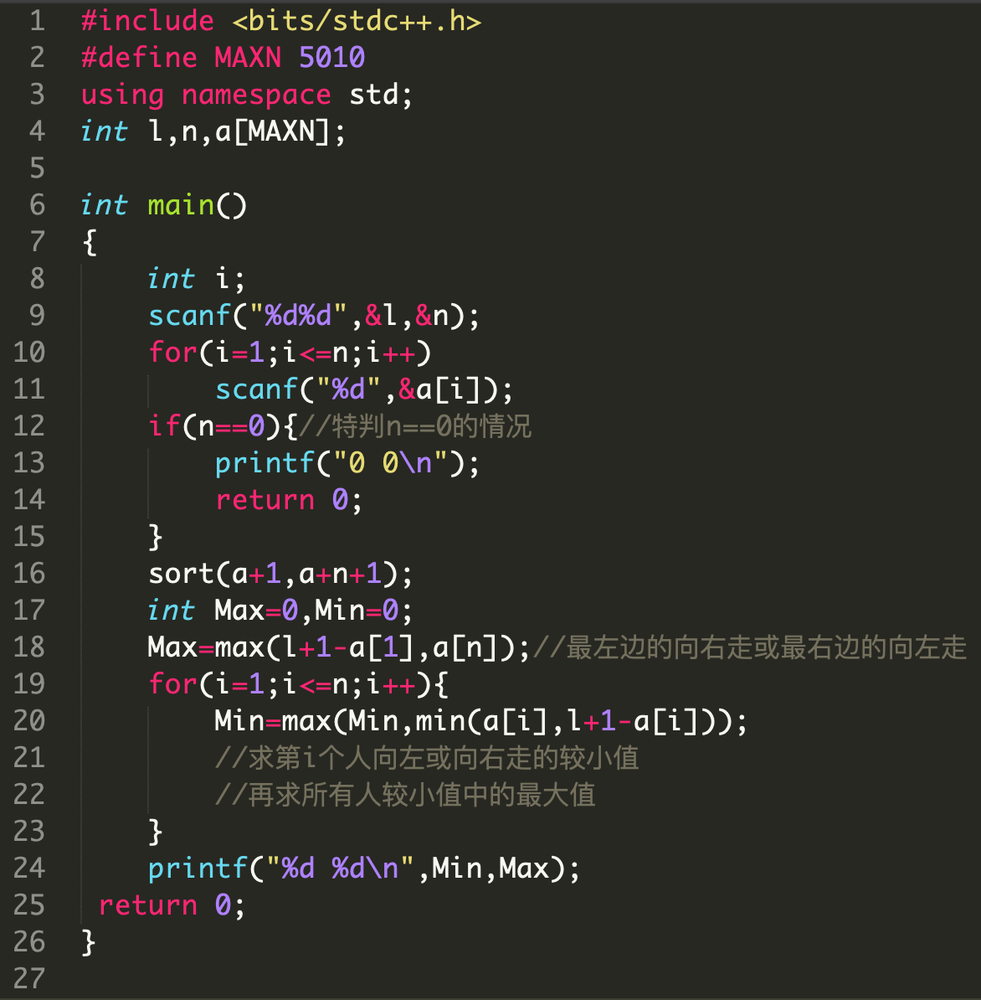 1 #include <bits/stdc++.h>
2 #define MAXN 5010
3 using namespace std;
4 int l,n,a[MAXN];
5
6 int main()
7 {
8     int i;
9     scanf("%d%d",&l,&n);
10     for(i=1;i<=n;i++)
11         scanf("%d",&a[i]);
12     if(n==0){//特判n==0的情况
13         printf("0 0\n");
14         return 0;
15     }
16     sort(a+1,a+n+1);
17     int Max=0,Min=0;
18     Max=max(l+1-a[1],a[n]);//最左边的向右走或最右边的向左走
19     for(i=1;i<=n;i++){
20         Min=max(Min,min(a[i],l+1-a[i]));
21         //求第i个人向左或向右走的较小值
22         //再求所有人较小值中的最大值
23     }
24     printf("%d %d\n",Min,Max);
25  return 0;
26 }
27